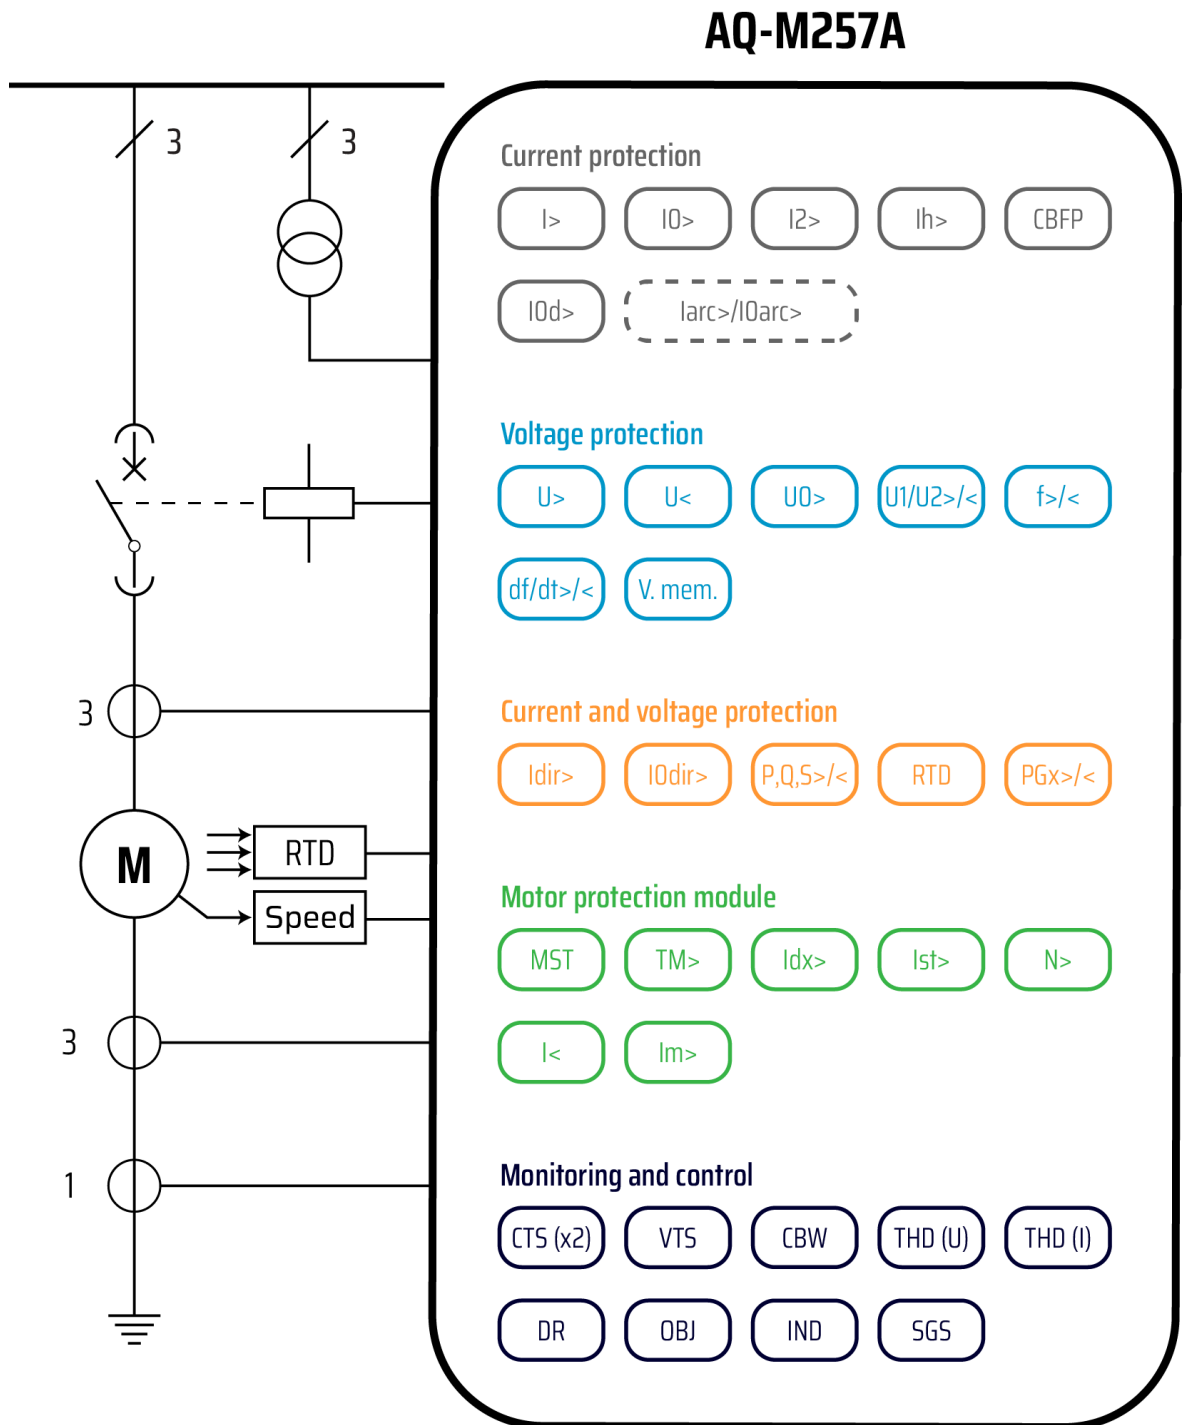 AQ-M257A
3
3
Current protection
I> I0> I2> Ih> CBFP
I0d> Iarc>/I0arc>
Voltage protection
U> U< U0> U1/U2>/< f>/<
df/dt>/< V. mem.
3
Current and voltage protection
Idir> I0dir> P,Q,S>/< RTD PGx>/<
M
RTD
Speed
Motor protection module
MST TM> Idx> Ist> N>
3
I< Im>
1
Monitoring and control
CTS (x2) VTS CBW THD (U) THD (I)
DR OBJ IND SGS